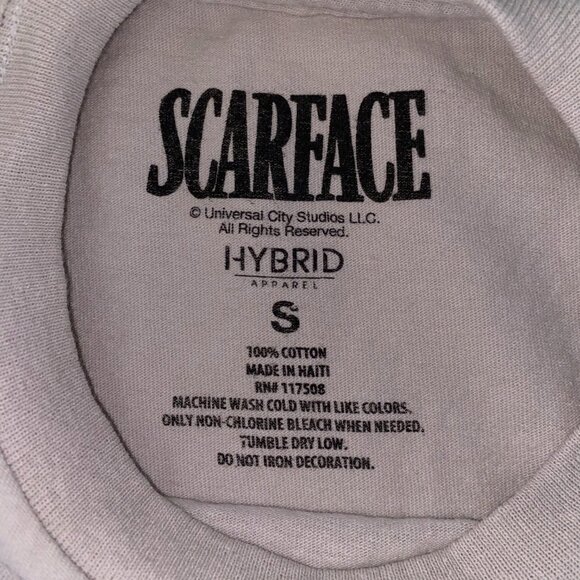 SCARFACE
© Universal City Studios LLC.
All Rights Reserved.
HYBRID
APPAREL
S
100% COTTON
MADE IN HAITI
RN# 117508
MACHINE WASH COLD WITH LIKE COLORS.
ONLY NON-CHLORINE BLEACH WHEN NEEDED.
TUMBLE DRY LOW.
DO NOT IRON DECORATION.